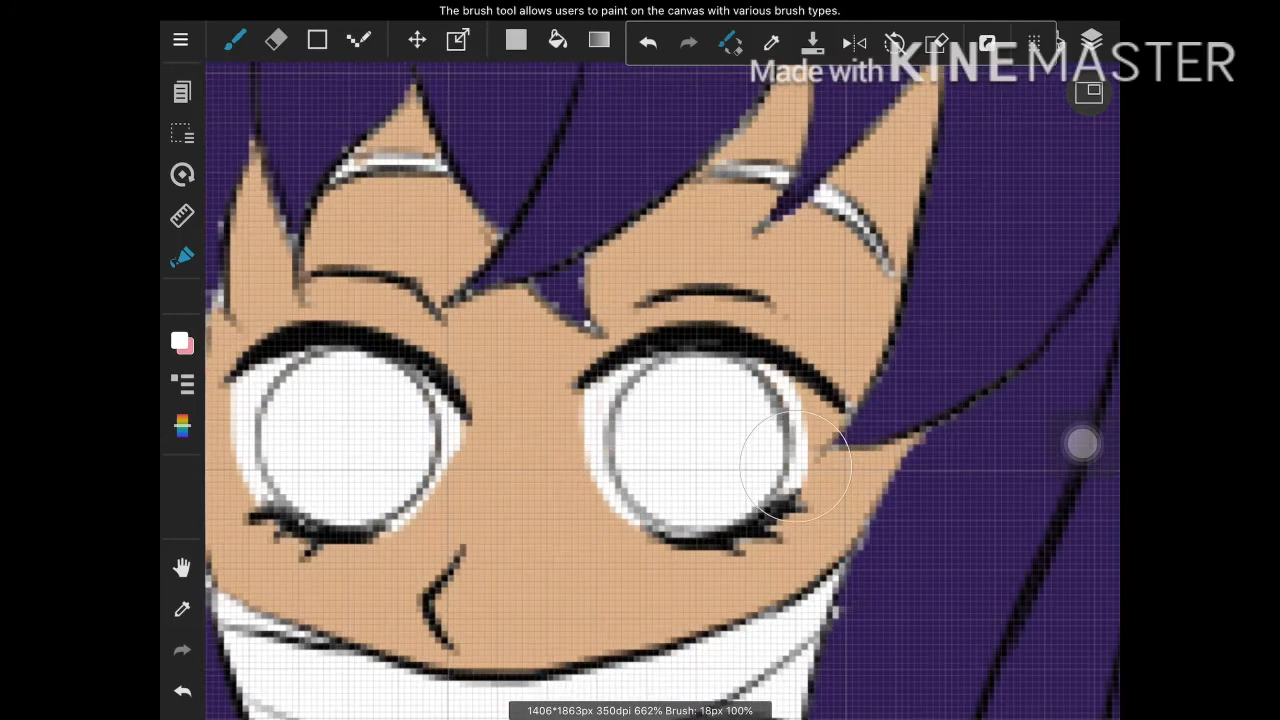 The brush tool allows users to paint on the canvas with various brush types.
Made with KINEMASTER
1406*1863px 350dpi 662% Brush: 18px 100%